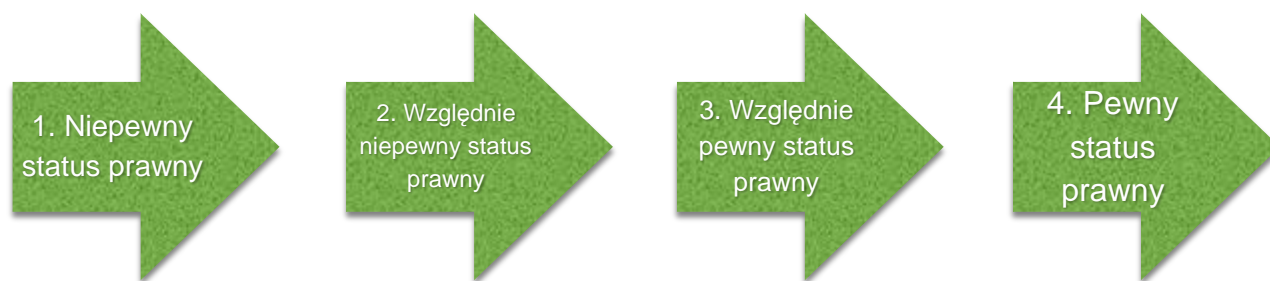 1. Niepewny
status prawny
2. Względnie
niepewny status
prawny
3. Względnie
pewny status
prawny
4. Pewny
status
prawny